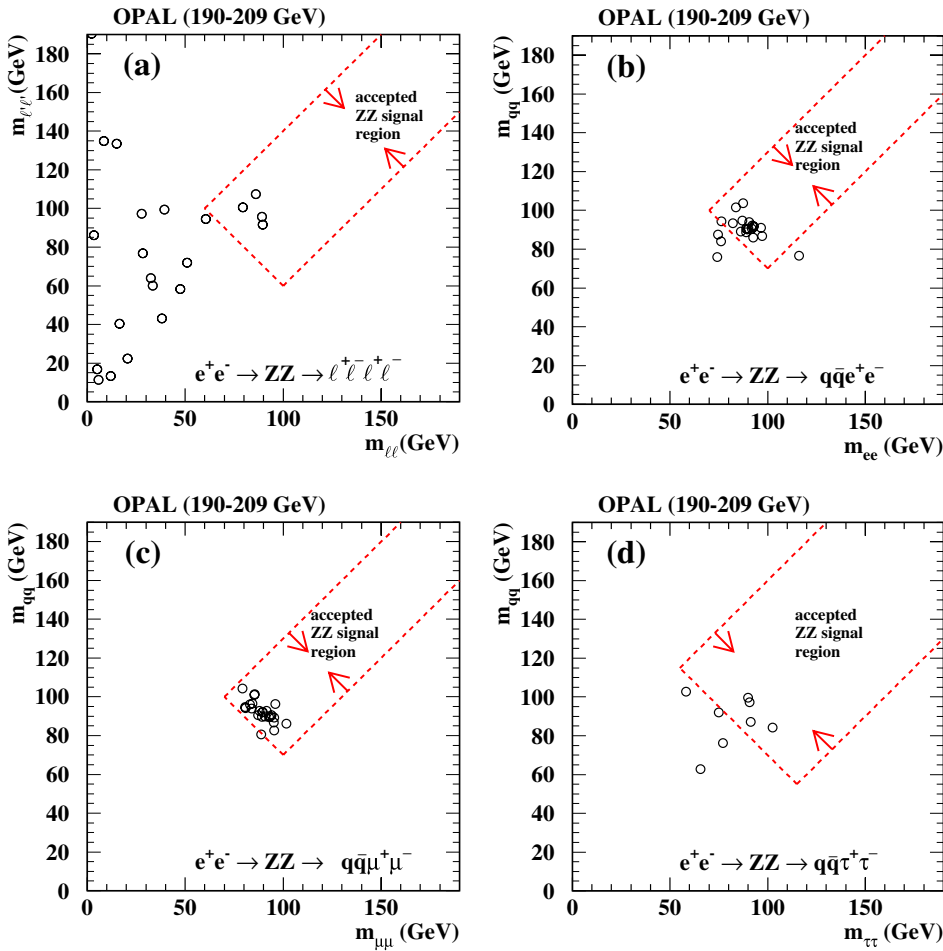 OPAL (190-209 GeV)
(a)
accepted
ZZ signal
region
e⁺e⁻ → ZZ → ℓ⁺ℓ⁻ℓ⁺ℓ⁻
m_ℓ'ℓ' (GeV)
180
160
140
120
100
80
60
40
20
0
0 50 100 150
m_ℓℓ (GeV)
OPAL (190-209 GeV)
(b)
accepted
ZZ signal
region
e⁺e⁻ → ZZ → qq̄e⁺e⁻
m_qq (GeV)
180
160
140
120
100
80
60
40
20
0
0 50 100 150
m_ee (GeV)
OPAL (190-209 GeV)
(c)
accepted
ZZ signal
region
e⁺e⁻ → ZZ → qq̄μ⁺μ⁻
m_qq (GeV)
180
160
140
120
100
80
60
40
20
0
0 50 100 150
m_μμ (GeV)
OPAL (190-209 GeV)
(d)
accepted
ZZ signal
region
e⁺e⁻ → ZZ → qq̄τ⁺τ⁻
m_qq (GeV)
180
160
140
120
100
80
60
40
20
0
0 50 100 150
m_ττ (GeV)